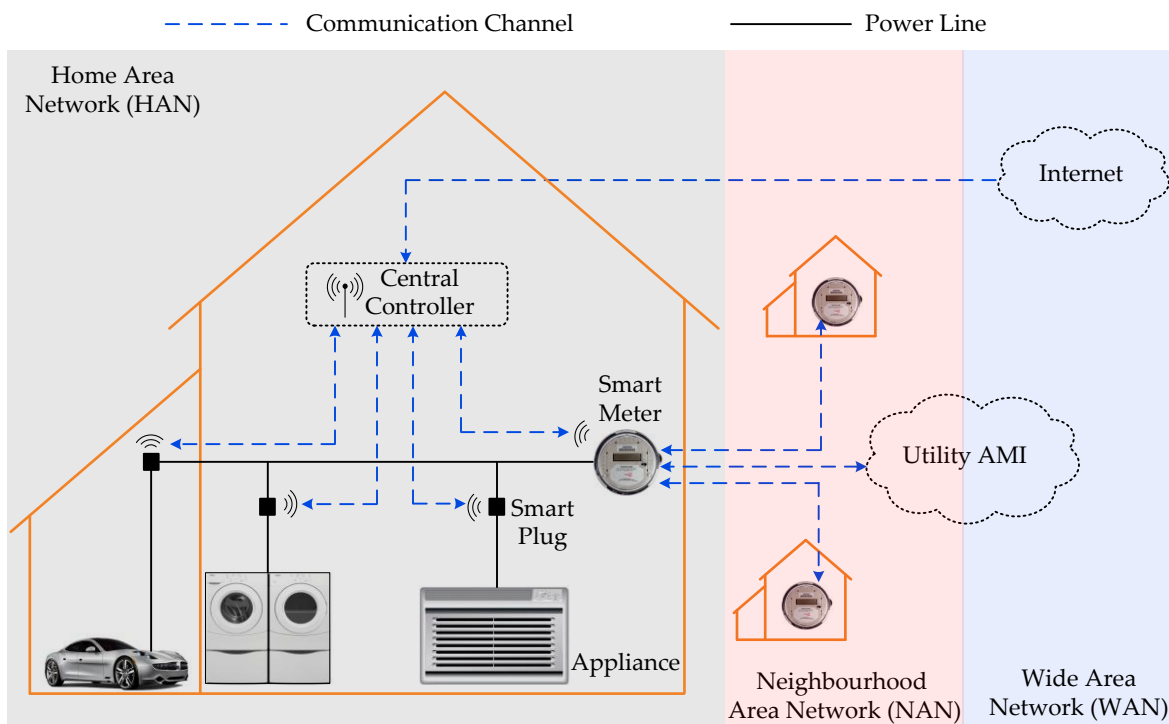 Communication Channel
Power Line
Home Area
Network (HAN)
Internet
Central
Controller
Smart
Meter
Utility AMI
Smart
Plug
Appliance
Neighbourhood
Area Network (NAN)
Wide Area
Network (WAN)